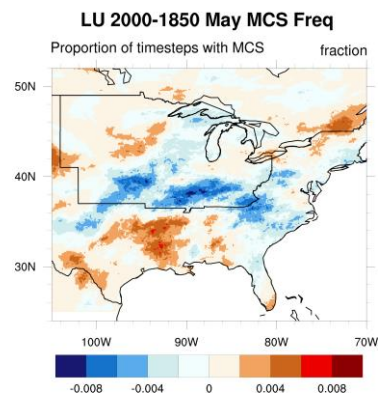 LU 2000-1850 May MCS Freq
Proportion of timesteps with MCS fraction
50N
40N
30N
100W 90W 80W 70W
-0.008 -0.004 0 0.004 0.008